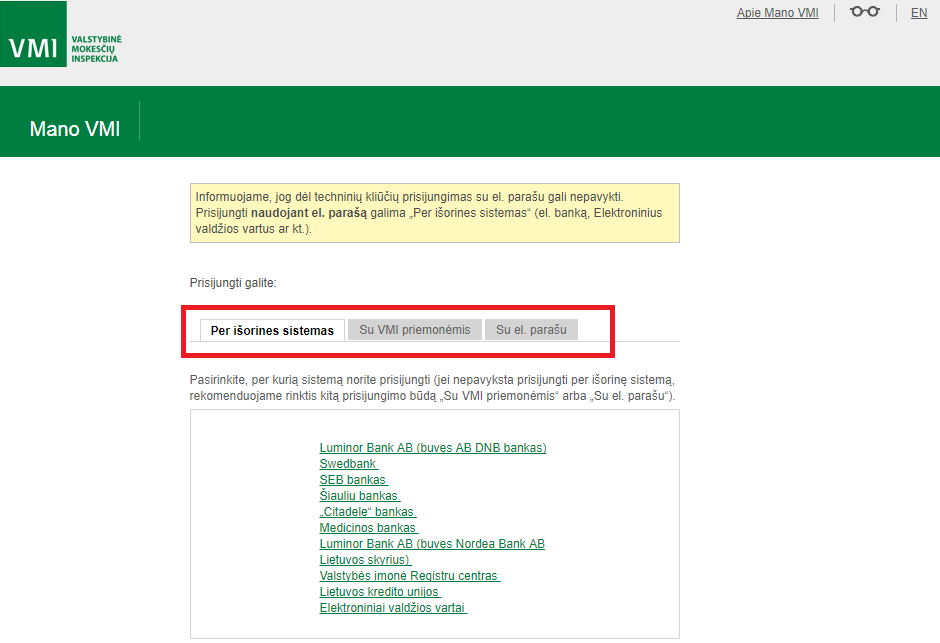 Apie Mano VMI
EN
VMI
VALSTYBINĖ
MOKESČIŲ
INSPEKCIJA
Mano VMI
Informuojame, jog dėl techninių kliūčių prisijungimas su el. parašu gali nepavykti.
Prisijungti naudojant el. parašą galima „Per išorines sistemas“ (el. banką, Elektroninius
valdžios vartus ar kt.).
Prisijungti galite:
Per išorines sistemas
Su VMI priemonėmis
Su el. parašu
Pasirinkite, per kurią sistemą norite prisijungti (jei nepavyksta prisijungti per išorinę sistemą,
rekomenduojame rinktis kitą prisijungimo būdą „Su VMI priemonėmis“ arba „Su el. parašu“).
Luminor Bank AB (buves AB DNB bankas)
Swedbank
SEB bankas
Šiauliu bankas
„Citadele“ bankas
Medicinos bankas
Luminor Bank AB (buves Nordea Bank AB
Lietuvos skyrius)
Valstybės įmonė Registru centras
Lietuvos kredito unijos
Elektroniniai valdžios vartai